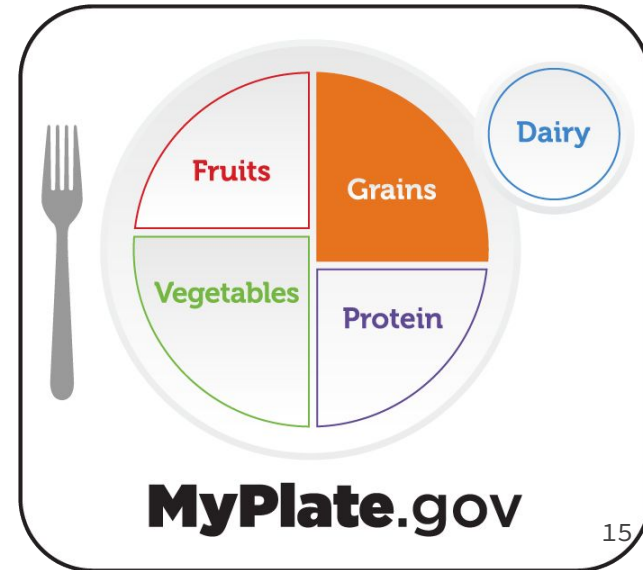 Fruits
Grains
Dairy
Vegetables
Protein
MyPlate.gov
15